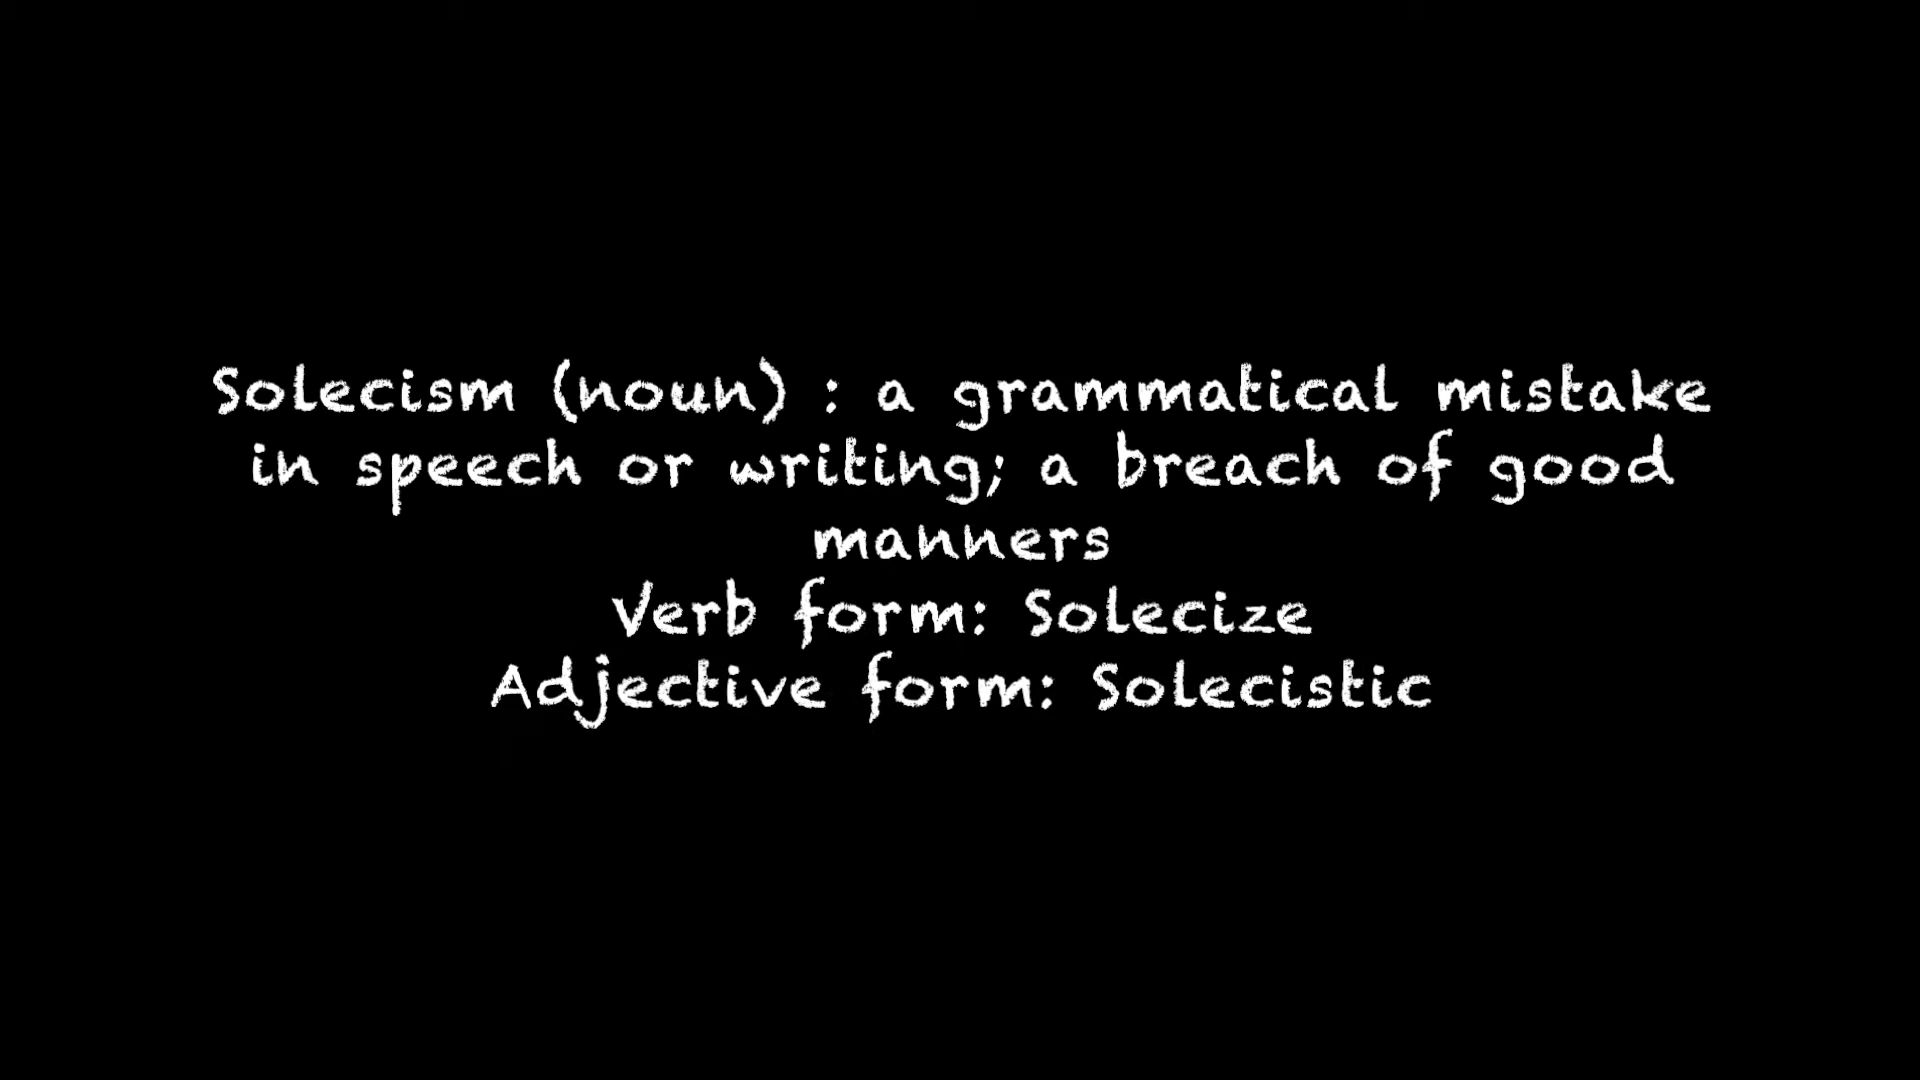 Solecism (noun) : a grammatical mistake
in speech or writing; a breach of good
manners
Verb form: Solecize
Adjective form: Solecistic